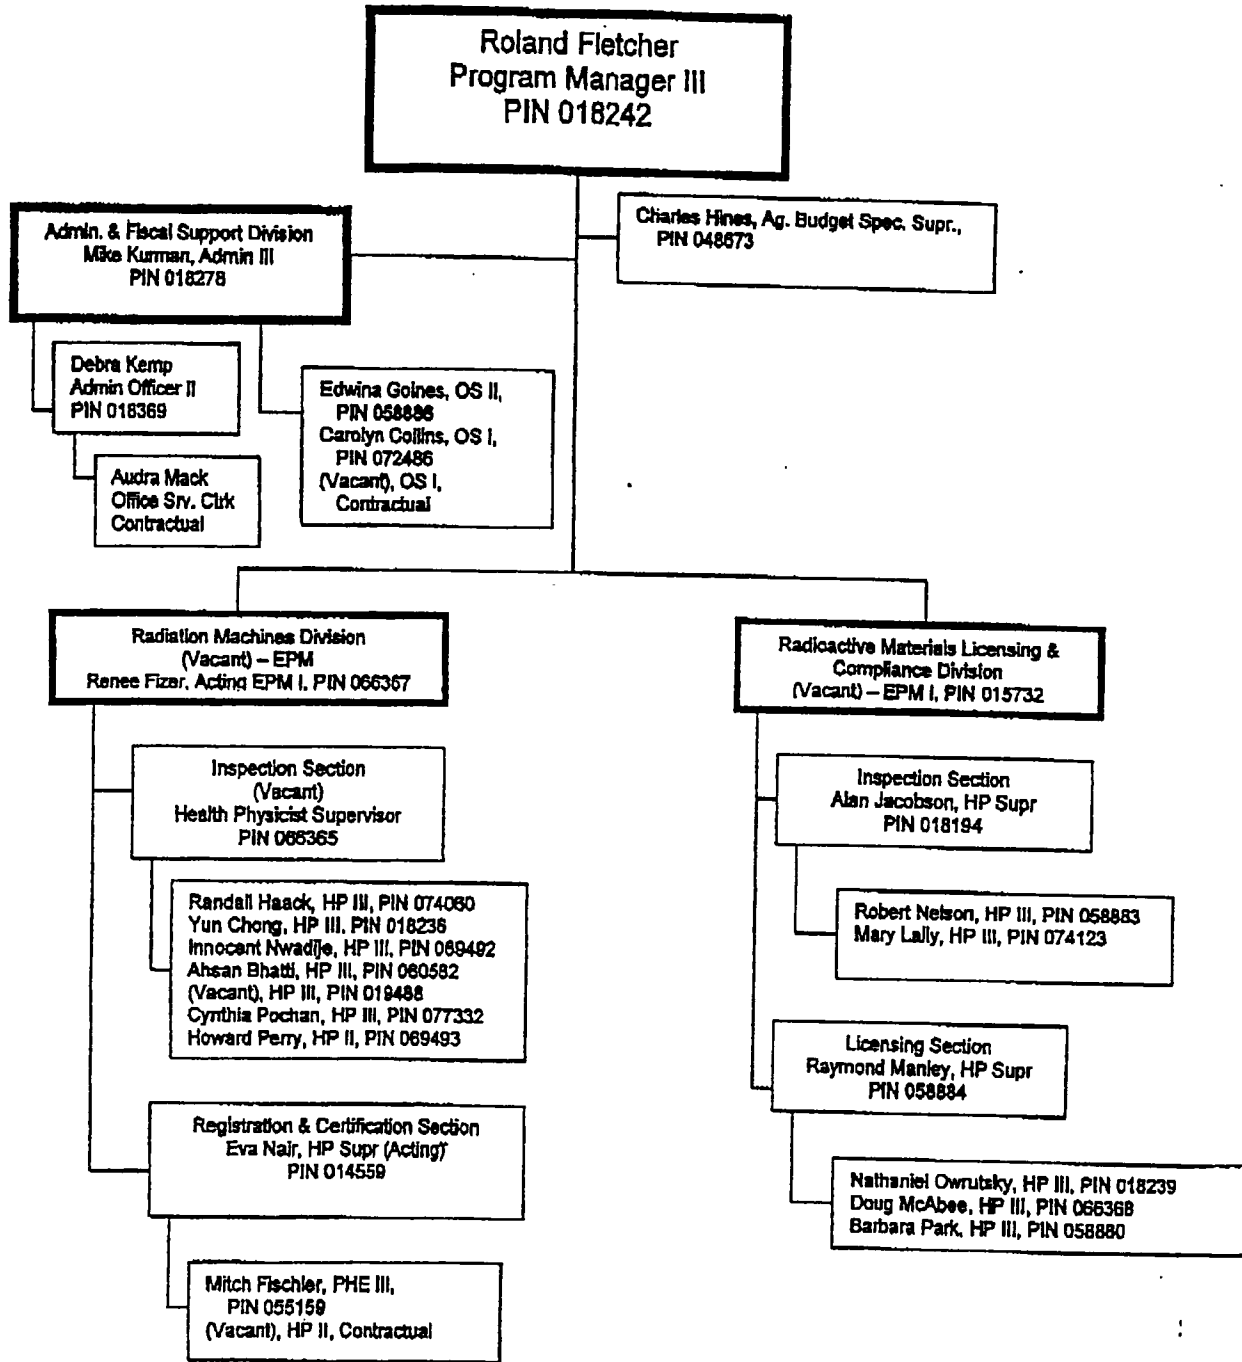 Roland Fletcher
Program Manager III
PIN 018242
Charles Hines, Ag. Budget Spec. Supr.,
PIN 048673
Admin. & Fiscal Support Division
Mike Kurman, Admin III
PIN 018278
Debra Kemp
Admin Officer II
PIN 018369
Audra Mack
Office Srv. Clrk
Contractual
Edwina Goines, OS II,
PIN 058886
Carolyn Collins, OS I,
PIN 072486
(Vacant), OS I,
Contractual
Radiation Machines Division
(Vacant) – EPM
Renee Fizer, Acting EPM I, PIN 066367
Inspection Section
(Vacant)
Health Physicist Supervisor
PIN 066365
Randall Haack, HP III, PIN 074060
Yun Chong, HP III, PIN 018236
Innocent Nwadije, HP III, PIN 069492
Ahsan Bhatti, HP III, PIN 060582
(Vacant), HP III, PIN 019488
Cynthia Pochan, HP III, PIN 077332
Howard Perry, HP II, PIN 069493
Registration & Certification Section
Eva Nair, HP Supr (Acting)
PIN 014559
Mitch Fischler, PHE III,
PIN 055159
(Vacant), HP II, Contractual
Radioactive Materials Licensing &
Compliance Division
(Vacant) – EPM I, PIN 015732
Inspection Section
Alan Jacobson, HP Supr
PIN 018194
Robert Nelson, HP III, PIN 058883
Mary Lally, HP III, PIN 074123
Licensing Section
Raymond Manley, HP Supr
PIN 058884
Nathaniel Owrutsky, HP III, PIN 018239
Doug McAbee, HP III, PIN 066368
Barbara Park, HP III, PIN 058880